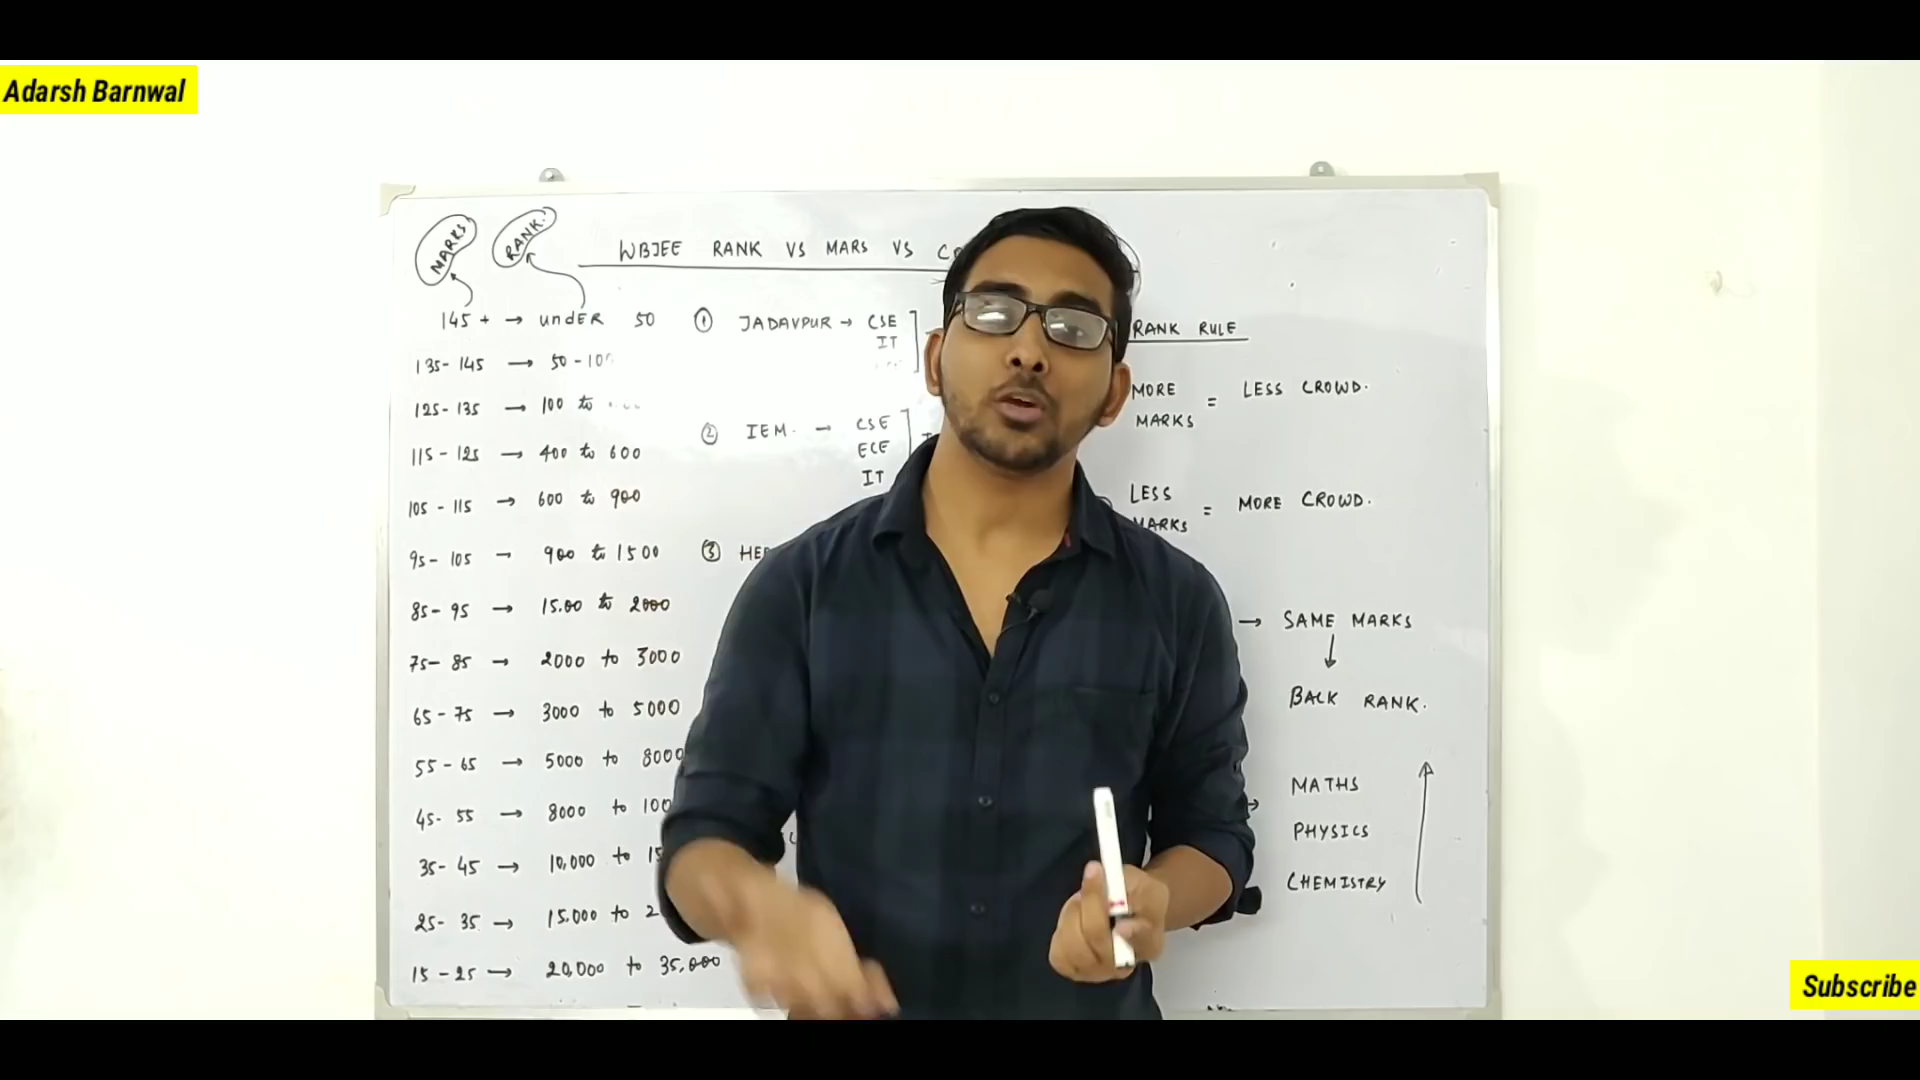 Adarsh Barnwal
MARKS
RANK.
WBJEE RANK VS MARS VS
145 + → UNDER 50
135 - 145 → 50 - 100
125 - 135 → 100 to
115 - 125 → 400 to 600
105 - 115 → 600 to 900
95 - 105 → 900 to 1500
85 - 95 → 15.00 to 2000
75 - 85 → 2000 to 3000
65 - 75 → 3000 to 5000
55 - 65 → 5000 to 8000
45 - 55 → 8000 to
35 - 45 → 10,000 to
25 - 35 → 15.000 to
15 - 25 → 20,000 to 35,000
① JADAVPUR → CSE
IT
② IEM. → CSE
ECE
IT
③
RANK RULE
MORE MARKS = LESS CROWD.
LESS MARKS = MORE CROWD.
→ SAME MARKS
↓
BACK RANK.
→ MATHS
PHYSICS
CHEMISTRY
Subscribe